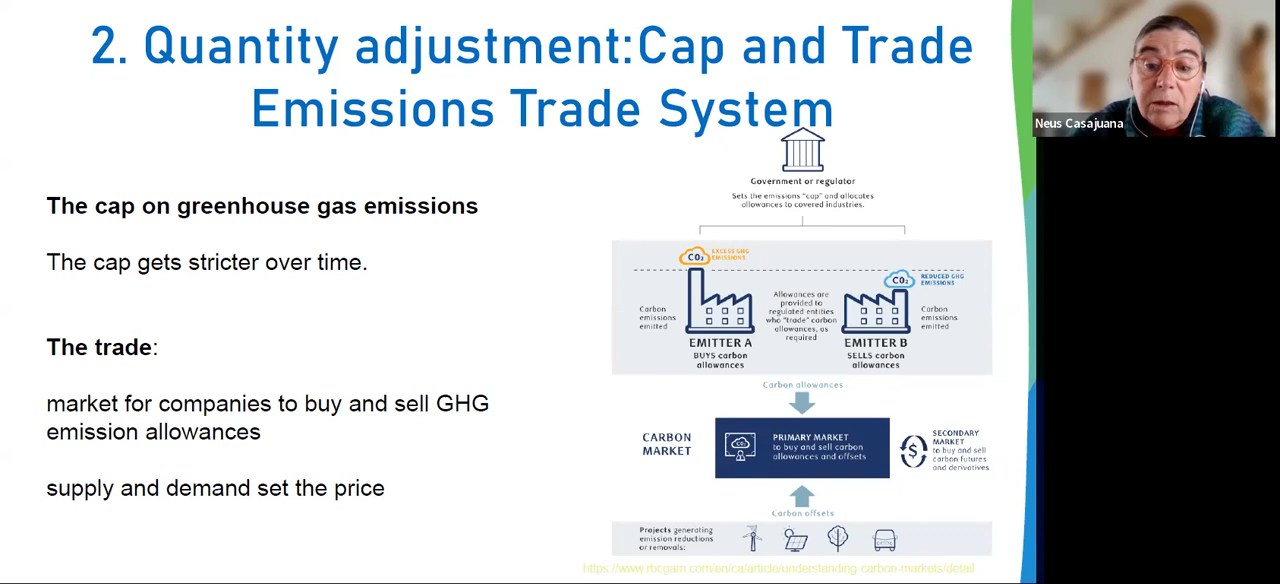 2. Quantity adjustment:Cap and Trade
Emissions Trade System
Neus Casajuana
The cap on greenhouse gas emissions
The cap gets stricter over time.
The trade:
market for companies to buy and sell GHG
emission allowances
supply and demand set the price
Government or regulator
Sets the emissions "cap" and allocates
allowances to covered industries.
CO₂
EXCESS GHG
EMISSIONS
CO₂
REDUCED GHG
EMISSIONS
Carbon
emissions
emitted
Allowances are
provided to
regulated entities
who "trade" carbon
allowances, as
required
Carbon
emissions
emitted
EMITTER A
BUYS carbon
allowances
EMITTER B
SELLS carbon
allowances
Carbon allowances
CARBON
MARKET
PRIMARY MARKET
to buy and sell carbon
allowances and offsets
SECONDARY
MARKET
to buy and sell
carbon futures
and derivatives
Carbon offsets
Projects generating
emission reductions
or removals:
https://www.rbcgam.com/en/ca/article/understanding-carbon-markets/detail